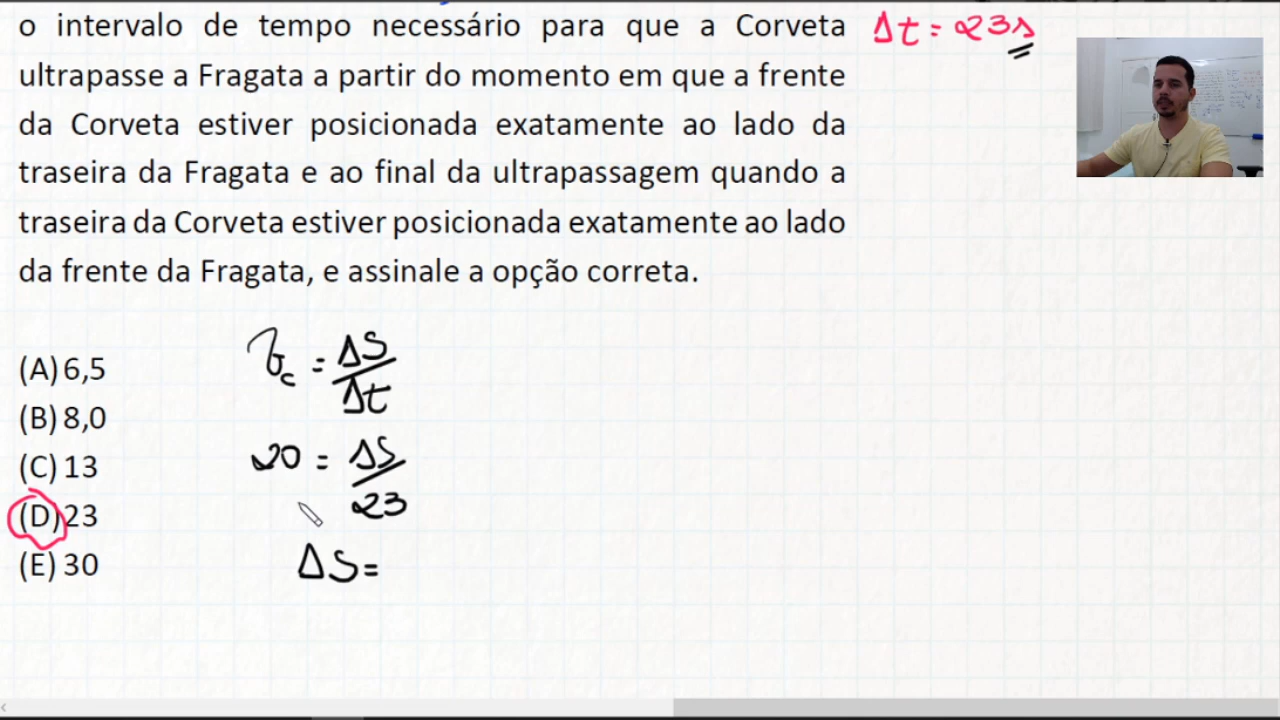 o intervalo de tempo necessário para que a Corveta
ultrapasse a Fragata a partir do momento em que a frente
da Corveta estiver posicionada exatamente ao lado da
traseira da Fragata e ao final da ultrapassagem quando a
traseira da Corveta estiver posicionada exatamente ao lado
da frente da Fragata, e assinale a opção correta.
Δt = 23s
(A) 6,5
(B) 8,0
(C) 13
(D) 23
(E) 30
v_c = ΔS/Δt
20 = ΔS/23
ΔS =